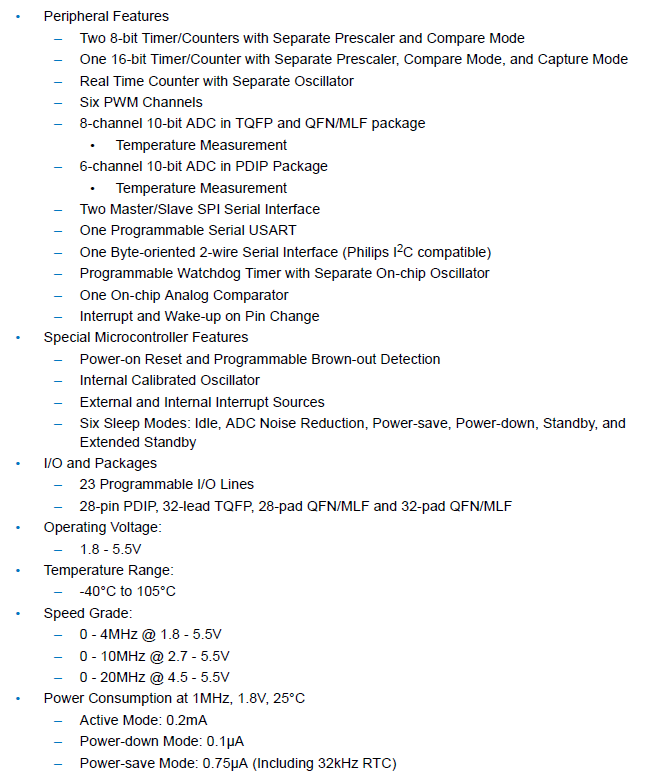 • Peripheral Features
– Two 8-bit Timer/Counters with Separate Prescaler and Compare Mode
– One 16-bit Timer/Counter with Separate Prescaler, Compare Mode, and Capture Mode
– Real Time Counter with Separate Oscillator
– Six PWM Channels
– 8-channel 10-bit ADC in TQFP and QFN/MLF package
• Temperature Measurement
– 6-channel 10-bit ADC in PDIP Package
• Temperature Measurement
– Two Master/Slave SPI Serial Interface
– One Programmable Serial USART
– One Byte-oriented 2-wire Serial Interface (Philips I²C compatible)
– Programmable Watchdog Timer with Separate On-chip Oscillator
– One On-chip Analog Comparator
– Interrupt and Wake-up on Pin Change
• Special Microcontroller Features
– Power-on Reset and Programmable Brown-out Detection
– Internal Calibrated Oscillator
– External and Internal Interrupt Sources
– Six Sleep Modes: Idle, ADC Noise Reduction, Power-save, Power-down, Standby, and
Extended Standby
• I/O and Packages
– 23 Programmable I/O Lines
– 28-pin PDIP, 32-lead TQFP, 28-pad QFN/MLF and 32-pad QFN/MLF
• Operating Voltage:
– 1.8 - 5.5V
• Temperature Range:
– -40°C to 105°C
• Speed Grade:
– 0 - 4MHz @ 1.8 - 5.5V
– 0 - 10MHz @ 2.7 - 5.5V
– 0 - 20MHz @ 4.5 - 5.5V
• Power Consumption at 1MHz, 1.8V, 25°C
– Active Mode: 0.2mA
– Power-down Mode: 0.1μA
– Power-save Mode: 0.75μA (Including 32kHz RTC)